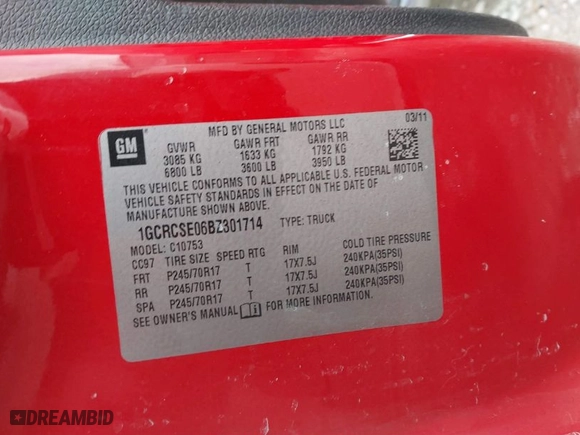 MFD BY GENERAL MOTORS LLC 03/11
GM GVWR GAWR FRT GAWR RR
3085 KG 1633 KG 1792 KG
6800 LB 3600 LB 3950 LB
THIS VEHICLE CONFORMS TO ALL APPLICABLE U.S. FEDERAL MOTOR
VEHICLE SAFETY STANDARDS IN EFFECT ON THE DATE OF
MANUFACTURE SHOWN ABOVE.
1GCRCSE06BZ301714 TYPE: TRUCK
MODEL: C10753
CC97 TIRE SIZE SPEED RTG RIM COLD TIRE PRESSURE
FRT P245/70R17 T 17X7.5J 240KPA(35PSI)
RR P245/70R17 T 17X7.5J 240KPA(35PSI)
SPA P245/70R17 T 17X7.5J 240KPA(35PSI)
SEE OWNER'S MANUAL FOR MORE INFORMATION.
DREAMBID